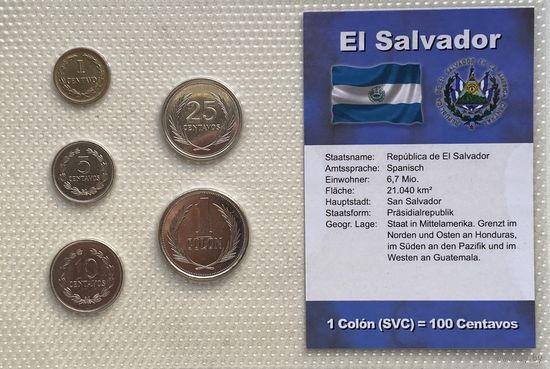 1
CENTAVO
5
CENTAVOS
10
CENTAVOS
25
CENTAVOS
1
COLON
El Salvador
Staatsname: República de El Salvador
Amtssprache: Spanisch
Einwohner: 6,7 Mio.
Fläche: 21.040 km²
Hauptstadt: San Salvador
Staatsform: Präsidialrepublik
Geogr. Lage: Staat in Mittelamerika. Grenzt im
Norden und Osten an Honduras,
im Süden an den Pazifik und im
Westen an Guatemala.
1 Colón (SVC) = 100 Centavos